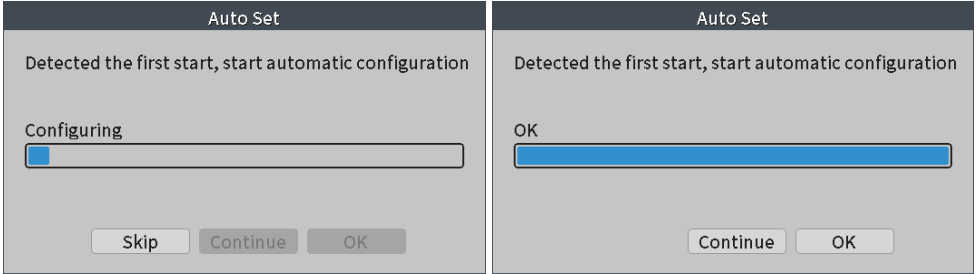 Auto Set
Detected the first start, start automatic configuration
Configuring
Skip Continue OK
Auto Set
Detected the first start, start automatic configuration
OK
Continue OK